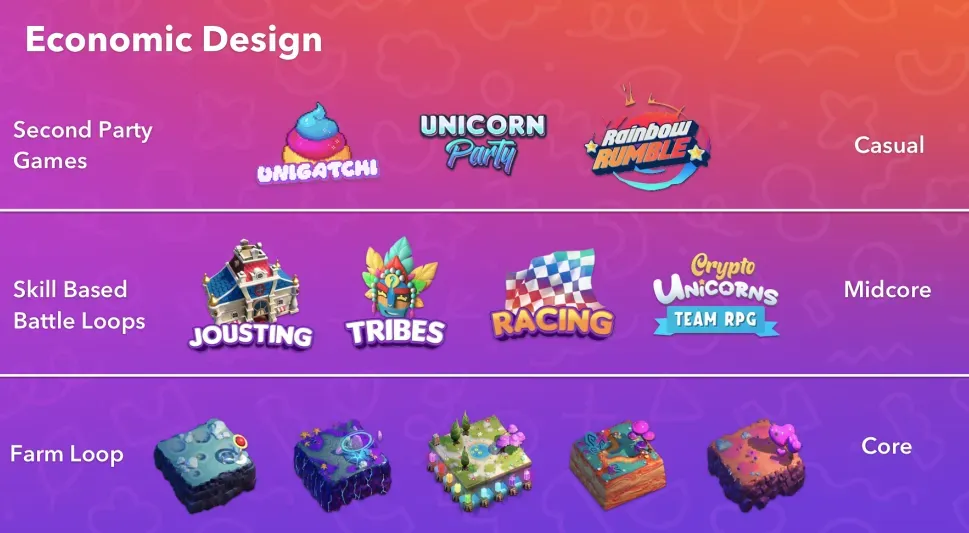 Economic Design
Second Party
Games
UNIGATCHI
UNICORN
Party
Rainbow
RUMBLE
Casual
Skill Based
Battle Loops
JOUSTING
TRIBES
RACING
Crypto
UNICORNS
TEAM RPG
Midcore
Farm Loop
Core